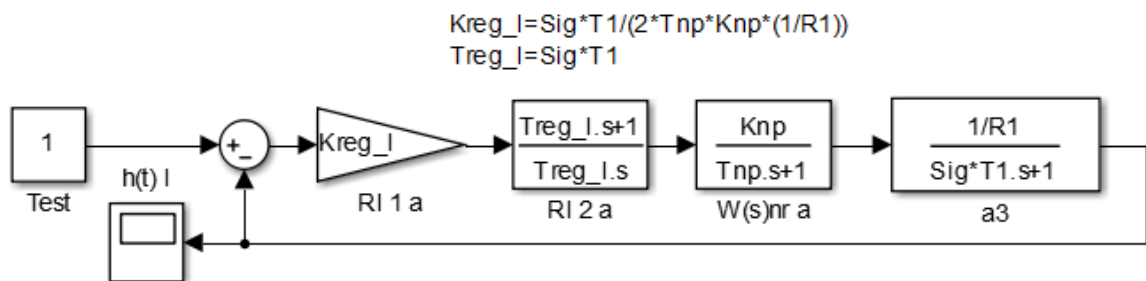 Kreg_I=Sig*T1/(2*Tnp*Knp*(1/R1))
Treg_I=Sig*T1
1
Test
h(t) I
+
−
Kreg_I
RI 1 a
Treg_I.s+1
Treg_I.s
RI 2 a
Knp
Tnp.s+1
W(s)nr a
1/R1
Sig*T1.s+1
a3